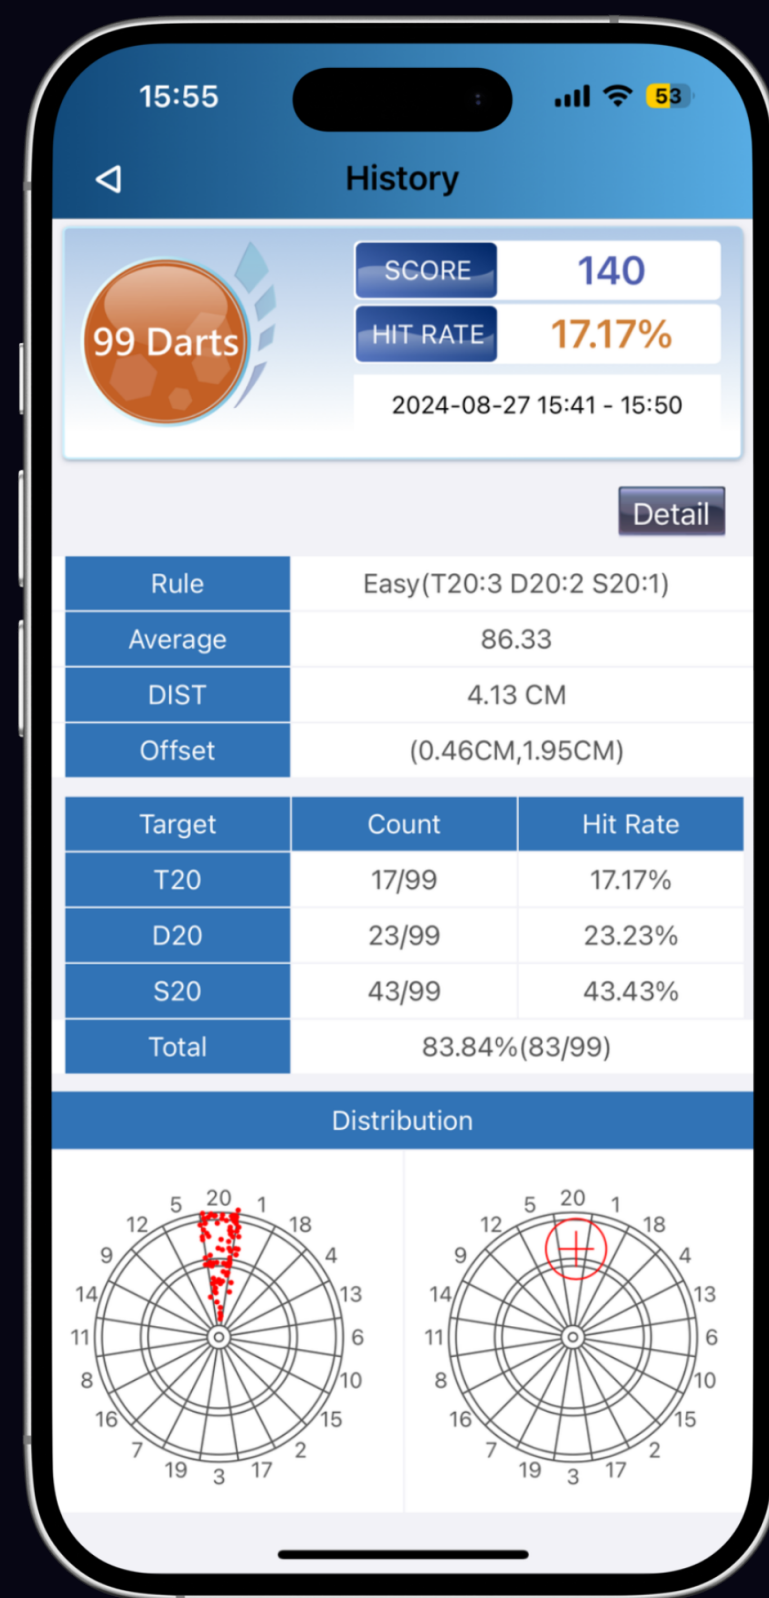 15:55
53
History
99 Darts
SCORE 140
HIT RATE 17.17%
2024-08-27 15:41 - 15:50
Detail
Rule Easy(T20:3 D20:2 S20:1)
Average 86.33
DIST 4.13 CM
Offset (0.46CM,1.95CM)
Target Count Hit Rate
T20 17/99 17.17%
D20 23/99 23.23%
S20 43/99 43.43%
Total 83.84%(83/99)
Distribution
20 1 18 4 13 6 10 15 2 17 3 19 7 16 8 11 14 9 12 5
20 1 18 4 13 6 10 15 2 17 3 19 7 16 8 11 14 9 12 5